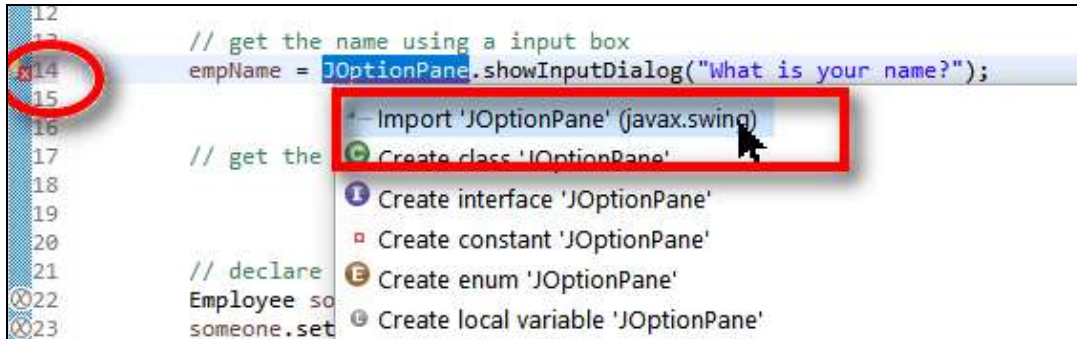 12
13 // get the name using a input box
14 empName = JOptionPane.showInputDialog("What is your name?");
15
Import 'JOptionPane' (javax.swing)
16
17 // get the
Create class 'JOptionPane'
18
Create interface 'JOptionPane'
19
20
Create constant 'JOptionPane'
21 // declare
Create enum 'JOptionPane'
22 Employee so
23 someone.set
Create local variable 'JOptionPane'